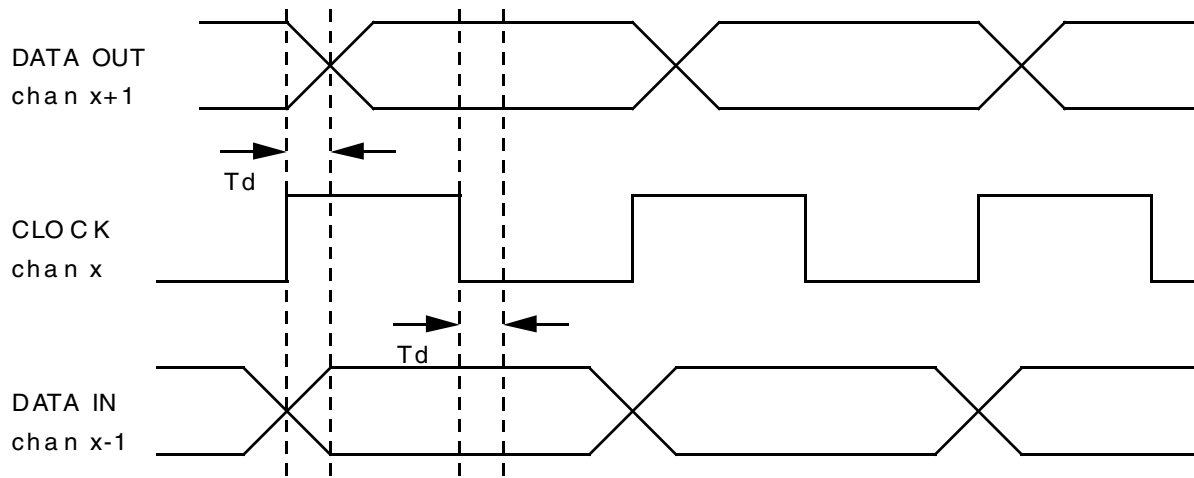 DATA OUT
chan x+1
Td
CLOCK
chan x
Td
DATA IN
chan x-1